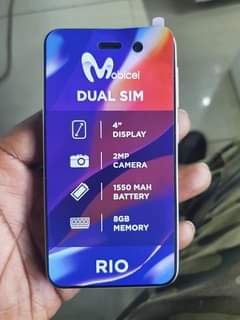 Mobicel
DUAL SIM
4"
DISPLAY
2MP
CAMERA
1550 MAH
BATTERY
8GB
MEMORY
RIO